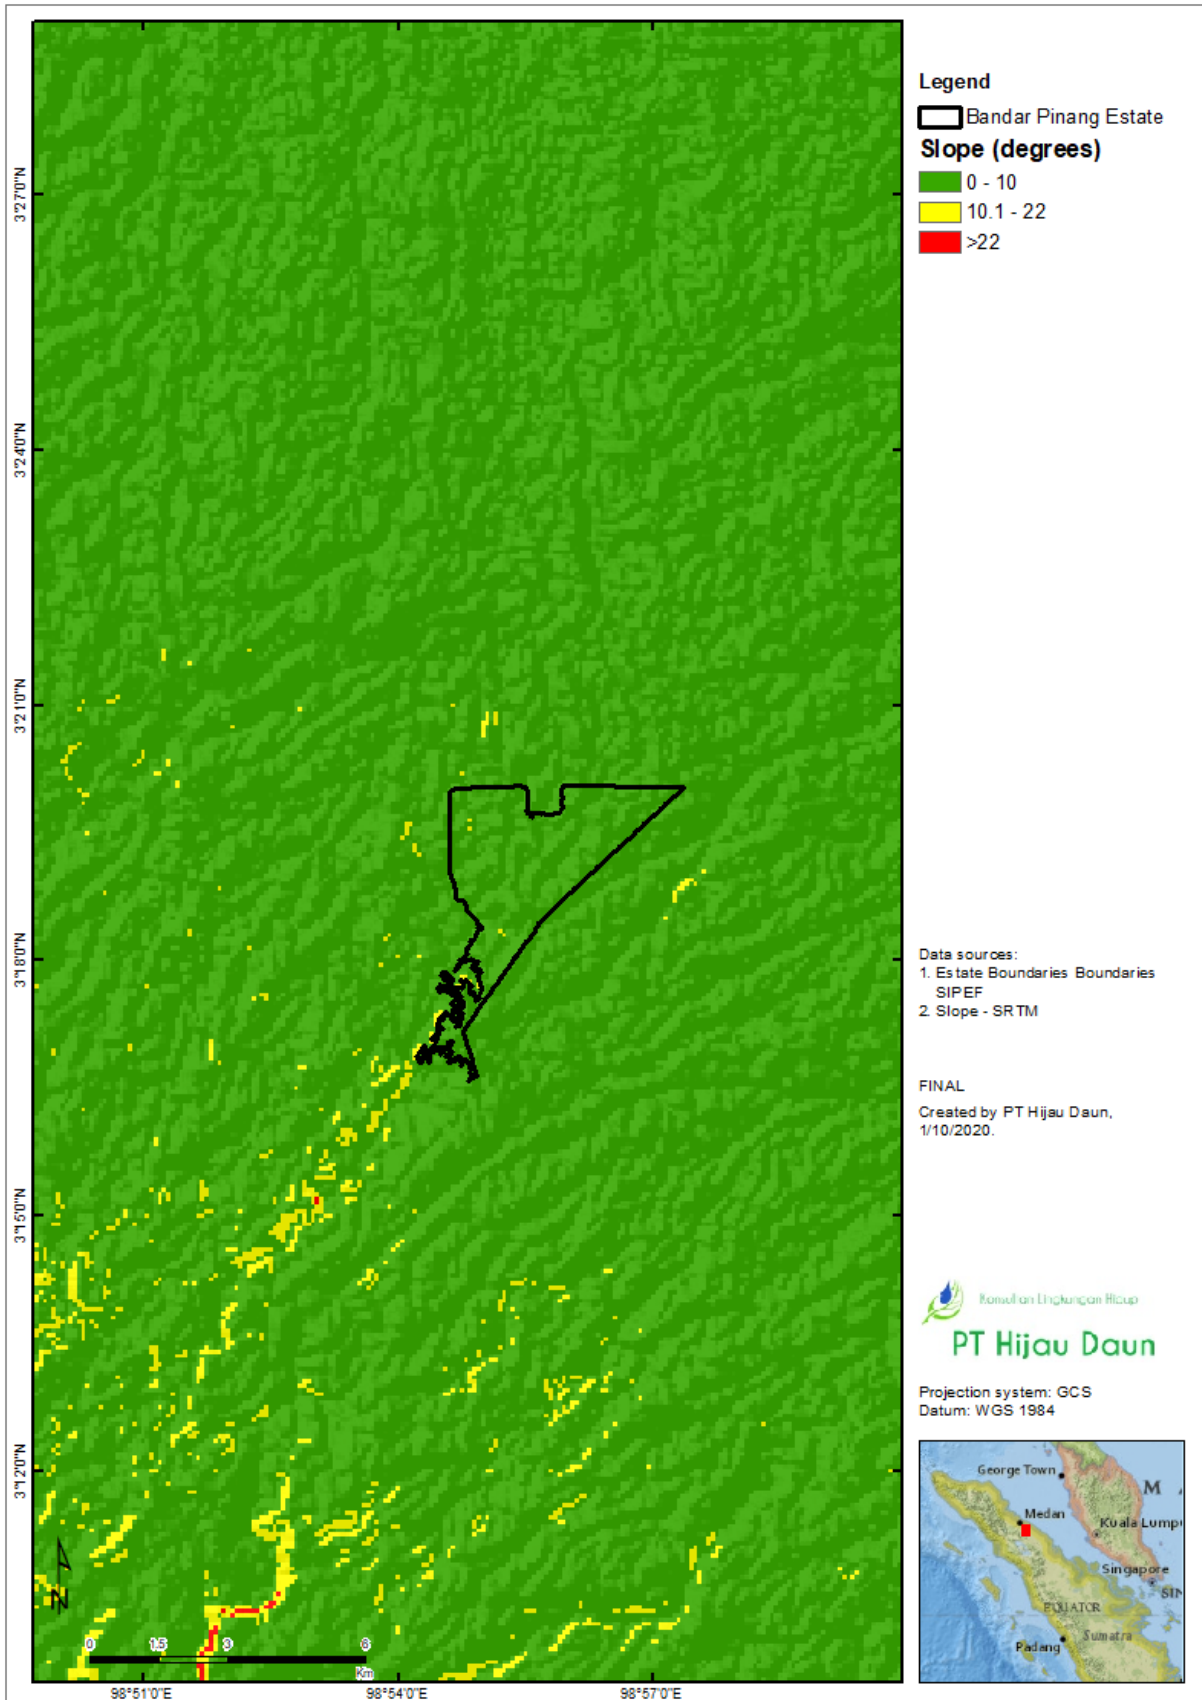 Legend
Bandar Pinang Estate
Slope (degrees)
0 - 10
10.1 - 22
>22
3°27'0"N
3°24'0"N
3°21'0"N
3°18'0"N
3°15'0"N
3°12'0"N
98°51'0"E
98°54'0"E
98°57'0"E
N
0 1.5 3 6
Km
Data sources:
1. Estate Boundaries Boundaries
SIPEF
2. Slope - SRTM
FINAL
Created by PT Hijau Daun,
1/10/2020.
Konsultan Lingkungan Hidup
PT Hijau Daun
Projection system: GCS
Datum: WGS 1984
George Town
M
Medan
Kuala Lump
Singapore
SIN
EQUATOR
Sumatra
Padang